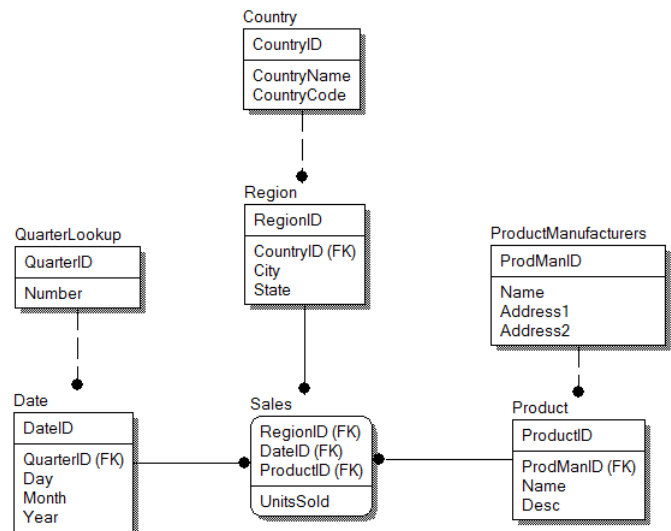 Country
CountryID
CountryName
CountryCode
Region
RegionID
CountryID (FK)
City
State
QuarterLookup
QuarterID
Number
ProductManufacturers
ProdManID
Name
Address1
Address2
Date
DateID
QuarterID (FK)
Day
Month
Year
Sales
RegionID (FK)
DateID (FK)
ProductID (FK)
UnitsSold
Product
ProductID
ProdManID (FK)
Name
Desc